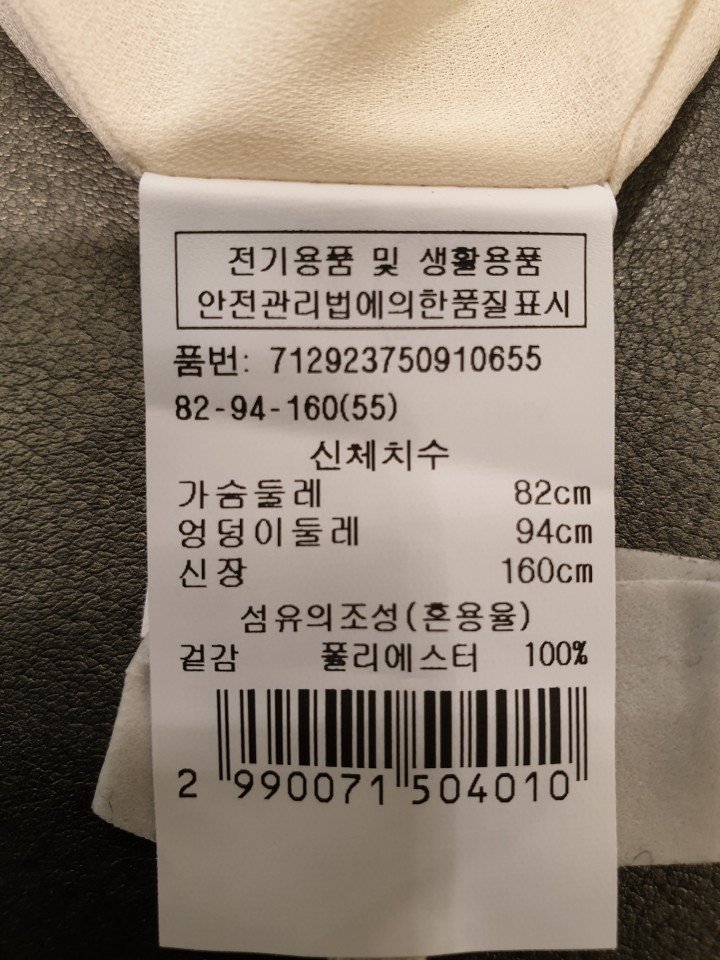 전기용품 및 생활용품
안전관리법에의한품질표시
품번: 712923750910655
82-94-160(55)
신체치수
가슴둘레 82cm
엉덩이둘레 94cm
신장 160cm
섬유의조성(혼용율)
겉감 폴리에스터 100%
2 990071 504010